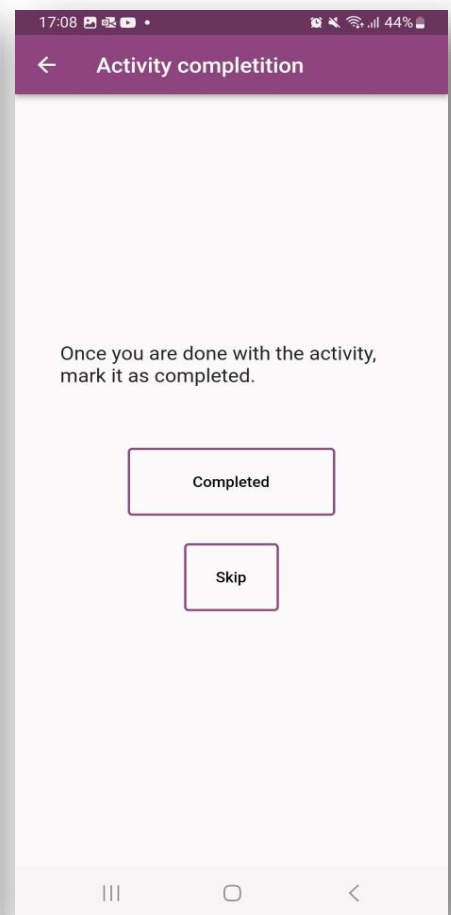 17:08 44%
Activity completition
Once you are done with the activity,
mark it as completed.
Completed
Skip